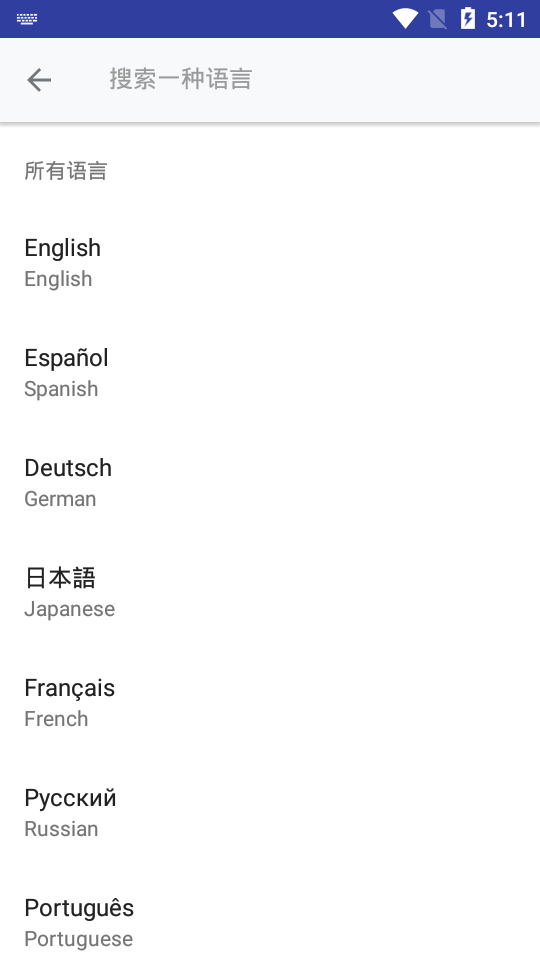 5:11
搜索一种语言
所有语言
English
English
Español
Spanish
Deutsch
German
日本語
Japanese
Français
French
Русский
Russian
Português
Portuguese